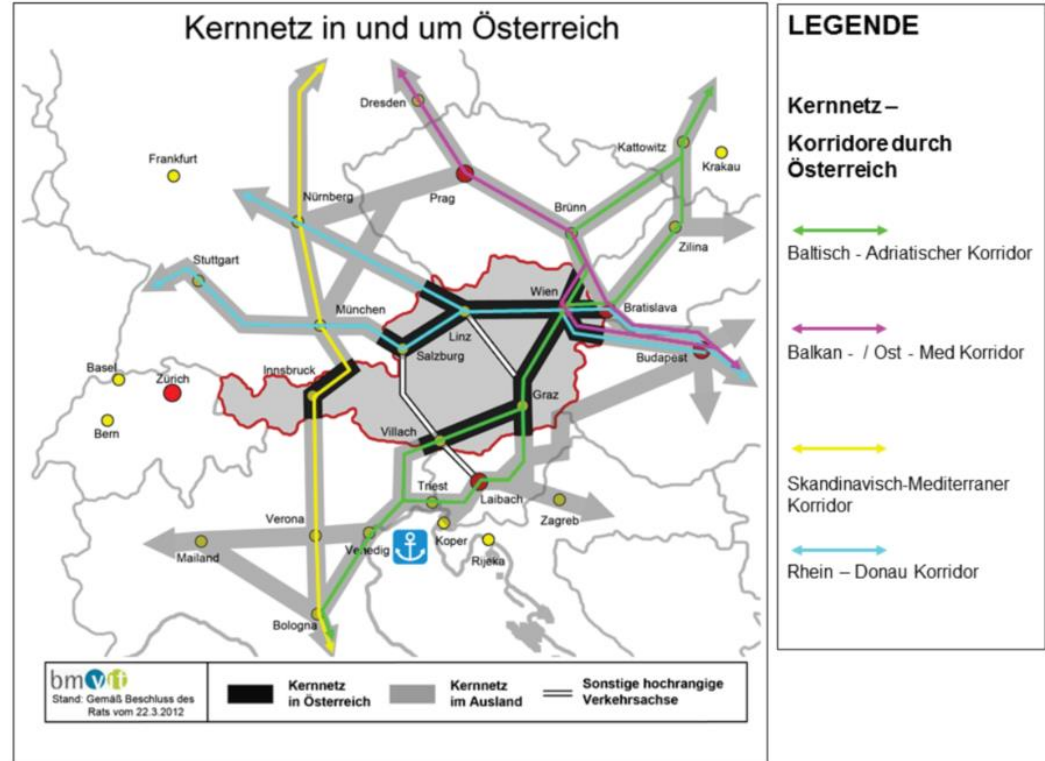 Kernnetz in und um Österreich
Dresden
Kattowitz
Krakau
Frankfurt
Nürnberg
Prag
Brünn
Zilina
Stuttgart
München
Wien
Bratislava
Linz
Salzburg
Budapest
Basel
Zürich
Innsbruck
Bern
Graz
Villach
Triest
Laibach
Zagreb
Verona
Mailand
Venedig
Koper
Rijeka
Bologna
bmvit
Stand: Gemäß Beschluss des
Rats vom 22.3.2012
Kernnetz
in Österreich
Kernnetz
im Ausland
Sonstige hochrangige
Verkehrsachse
LEGENDE
Kernnetz –
Korridore durch
Österreich
Baltisch - Adriatischer Korridor
Balkan - / Ost - Med Korridor
Skandinavisch-Mediterraner
Korridor
Rhein – Donau Korridor